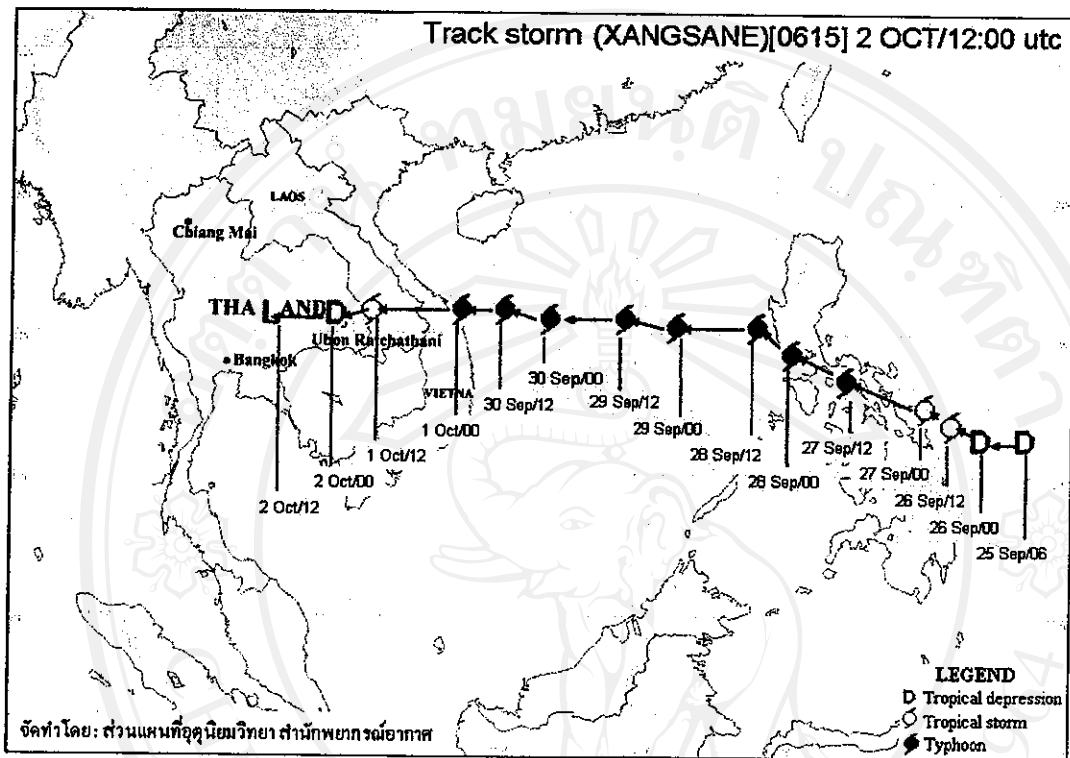 Track storm (XANGSANE)[0615] 2 OCT/12:00 utc
LAOS
Chiang Mai
THA L AND D
Ubon Ratchathani
Bangkok
VIETNA
30 Sep/00
30 Sep/12
29 Sep/12
1 Oct/00
29 Sep/00
1 Oct/12
28 Sep/12
27 Sep/12
2 Oct/00
28 Sep/00
27 Sep/00
2 Oct/12
26 Sep/12
26 Sep/00
25 Sep/06
D D
LEGEND
D Tropical depression
Tropical storm
Typhoon
จัดทำโดย: ส่วนแผนที่อุตุนิยมวิทยา สำนักพยากรณ์อากาศ